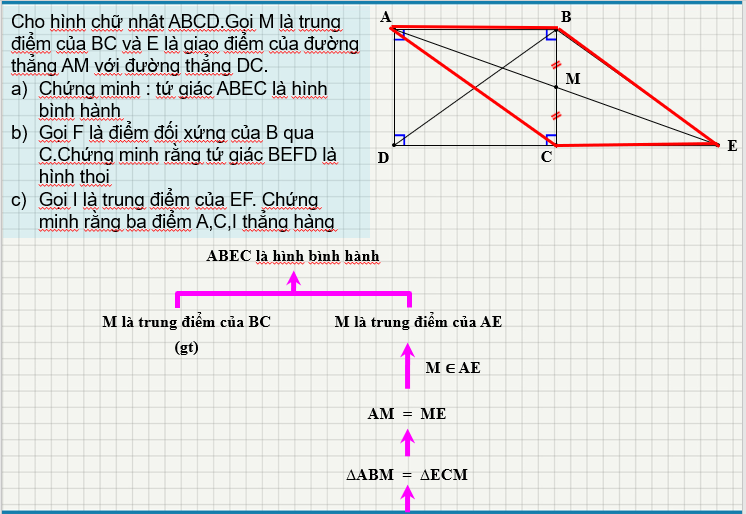 Cho hình chữ nhật ABCD.Gọi M là trung
điểm của BC và E là giao điểm của đường
thẳng AM với đường thẳng DC.
a) Chứng minh : tứ giác ABEC là hình
bình hành
b) Gọi F là điểm đối xứng của B qua
C.Chứng minh rằng tứ giác BEFD là
hình thoi
c) Gọi I là trung điểm của EF. Chứng
minh rằng ba điểm A,C,I thẳng hàng
A
B
M
D
C
E
ABEC là hình bình hành
M là trung điểm của BC
M là trung điểm của AE
(gt)
M ∈ AE
AM = ME
∆ABM = ∆ECM